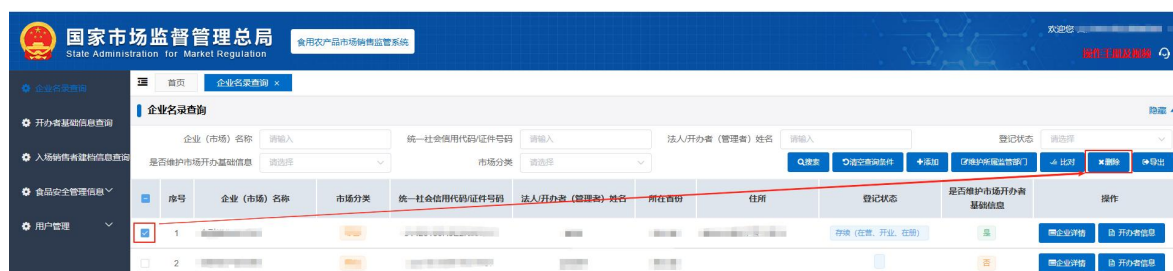 国家市场监督管理总局
State Administration for Market Regulation
食用农产品市场销售监管系统
欢迎您
操作手册及视频
企业名录查询
开办者基础信息查询
入场销售者建档信息查询
食品安全管理信息
用户管理
首页 企业名录查询 ×
企业名录查询 隐藏
企业（市场）名称 请输入 统一社会信用代码/证件号码 请输入 法人/开办者（管理者）姓名 请输入 登记状态 请选择
是否维护市场开办基础信息 请选择 市场分类 请选择 搜索 清空查询条件 +添加 维护所属监管部门 比对 ×删除 导出
序号 企业（市场）名称 市场分类 统一社会信用代码/证件号码 法人/开办者（管理者）姓名 所在省份 住所 登记状态 是否维护市场开办者基础信息 操作
1 存续（在营、开业、在册） 是 企业详情 开办者信息
2 否 企业详情 开办者信息